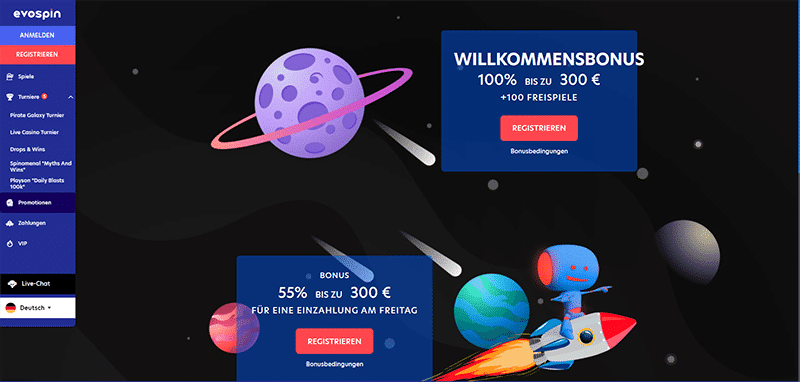 evospin
ANMELDEN
REGISTRIEREN
Spiele
Turniere 5
Pirate Galaxy Turnier
Live Casino Turnier
Drops & Wins
Spinomenal "Myths And
Wins"
Playson "Daily Blasts
100k"
Promotionen
Zahlungen
VIP
Live-Chat
Deutsch
WILLKOMMENSBONUS
100% BIS ZU 300 €
+100 FREISPIELE
REGISTRIEREN
Bonusbedingungen
BONUS
55% BIS ZU 300 €
FÜR EINE EINZAHLUNG AM FREITAG
REGISTRIEREN
Bonusbedingungen